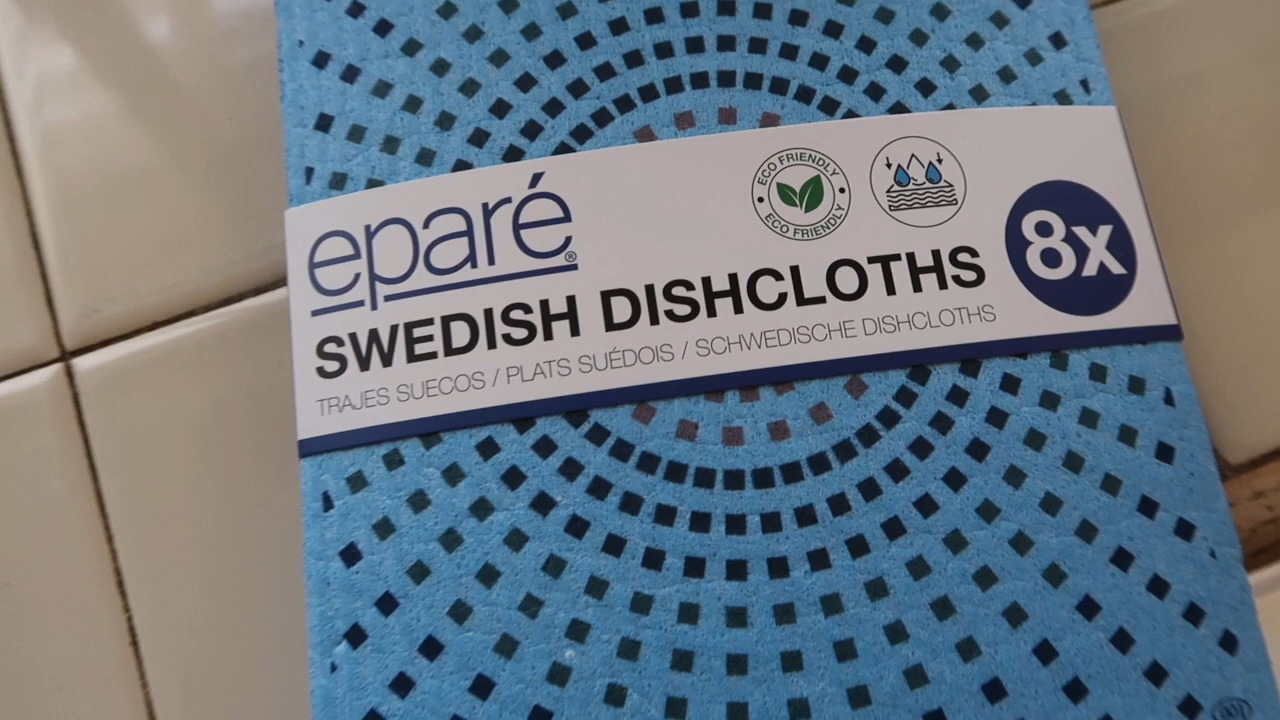 eparé®
ECO FRIENDLY
ECO FRIENDLY
8x
SWEDISH DISHCLOTHS
TRAJES SUECOS / PLATS SUÉDOIS / SCHWEDISCHE DISHCLOTHS